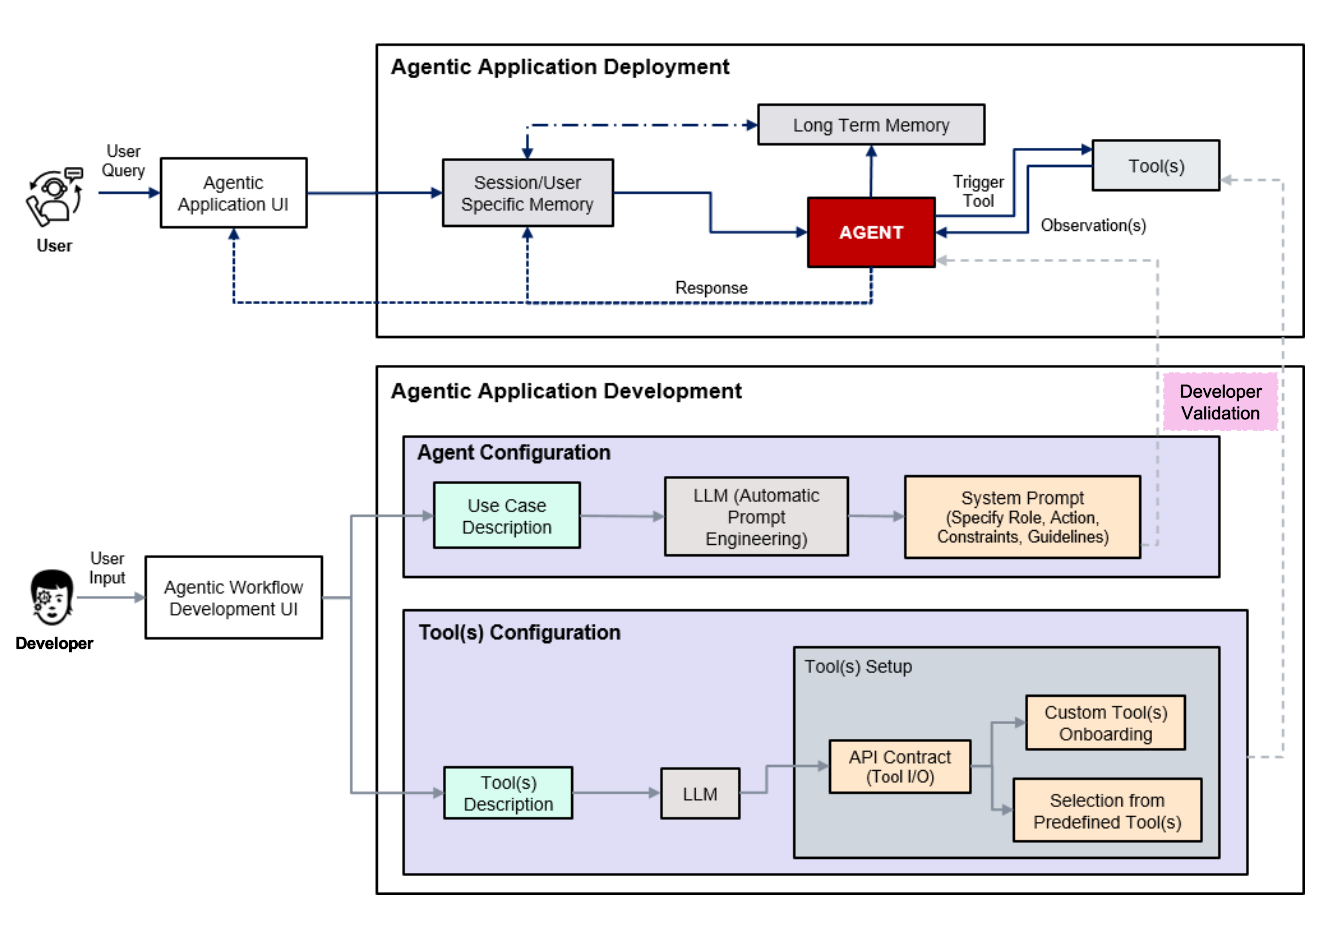 Agentic Application Deployment
User
Query
User
Agentic
Application UI
Session/User
Specific Memory
Long Term Memory
AGENT
Trigger
Tool
Tool(s)
Observation(s)
Response
Agentic Application Development
Developer
Validation
Agent Configuration
Use Case
Description
LLM (Automatic
Prompt
Engineering)
System Prompt
(Specify Role, Action,
Constraints, Guidelines)
User
Input
Developer
Agentic Workflow
Development UI
Tool(s) Configuration
Tool(s) Setup
Tool(s)
Description
LLM
API Contract
(Tool I/O)
Custom Tool(s)
Onboarding
Selection from
Predefined Tool(s)